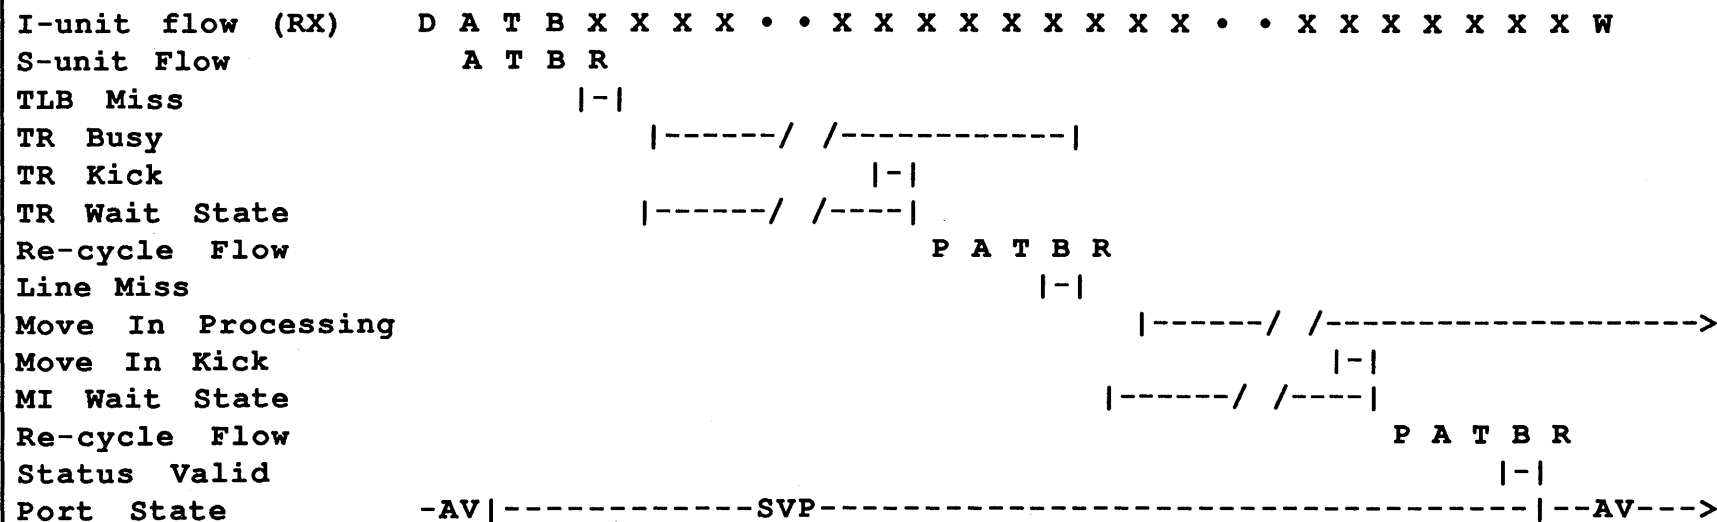 I-unit flow (RX) D A T B X X X X • • X X X X X X X X X • • X X X X X X X W
S-unit Flow A T B R
TLB Miss |-|
TR Busy |------/ /------------|
TR Kick |-|
TR Wait State |------/ /----|
Re-cycle Flow P A T B R
Line Miss |-|
Move In Processing |------/ /--------------------->
Move In Kick |-|
MI Wait State |------/ /----|
Re-cycle Flow P A T B R
Status Valid |-|
Port State -AV|------------SVP----------------------------------|--AV--->